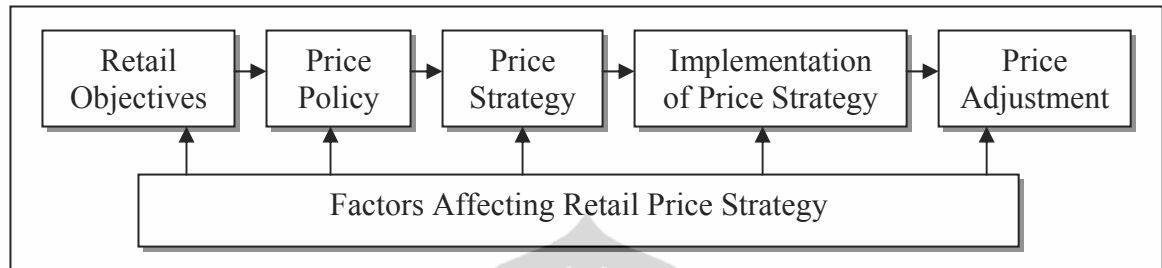 Retail
Objectives
Price
Policy
Price
Strategy
Implementation
of Price Strategy
Price
Adjustment
Factors Affecting Retail Price Strategy